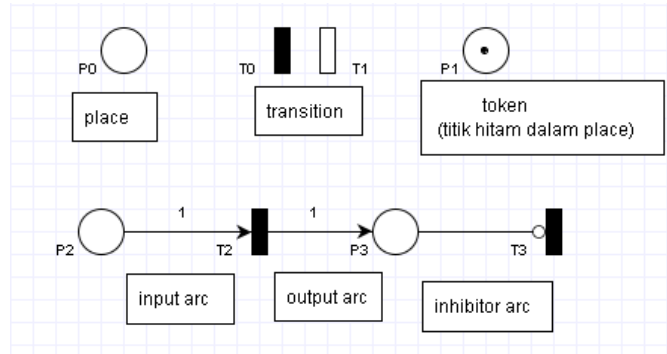 P0
T0
T1
P1
place
transition
token
(titik hitam dalam place)
1
1
P2
T2
P3
T3
input arc
output arc
inhibitor arc